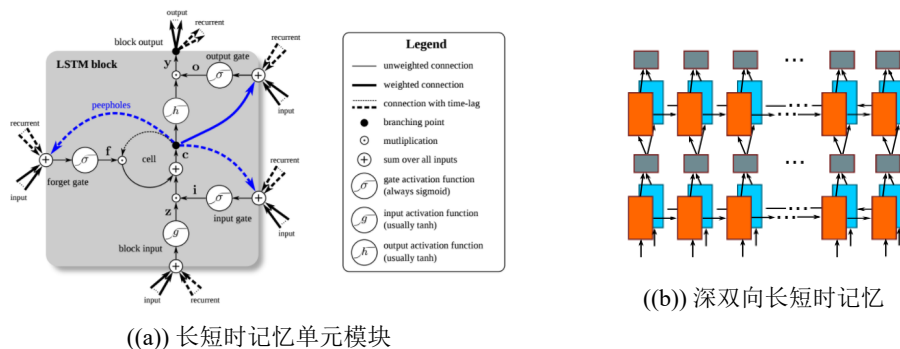 output
recurrent
block output
LSTM block
y
o
output gate
σ
recurrent
input
h
peepholes
recurrent
f
σ
cell
c
forget gate
input
recurrent
i
σ
input gate
z
input
g
block input
input
recurrent
Legend
unweighted connection
weighted connection
connection with time-lag
branching point
mutliplication
sum over all inputs
σ
gate activation function
(always sigmoid)
g
input activation function
(usually tanh)
h
output activation function
(usually tanh)
((a)) 长短时记忆单元模块
((b)) 深双向长短时记忆